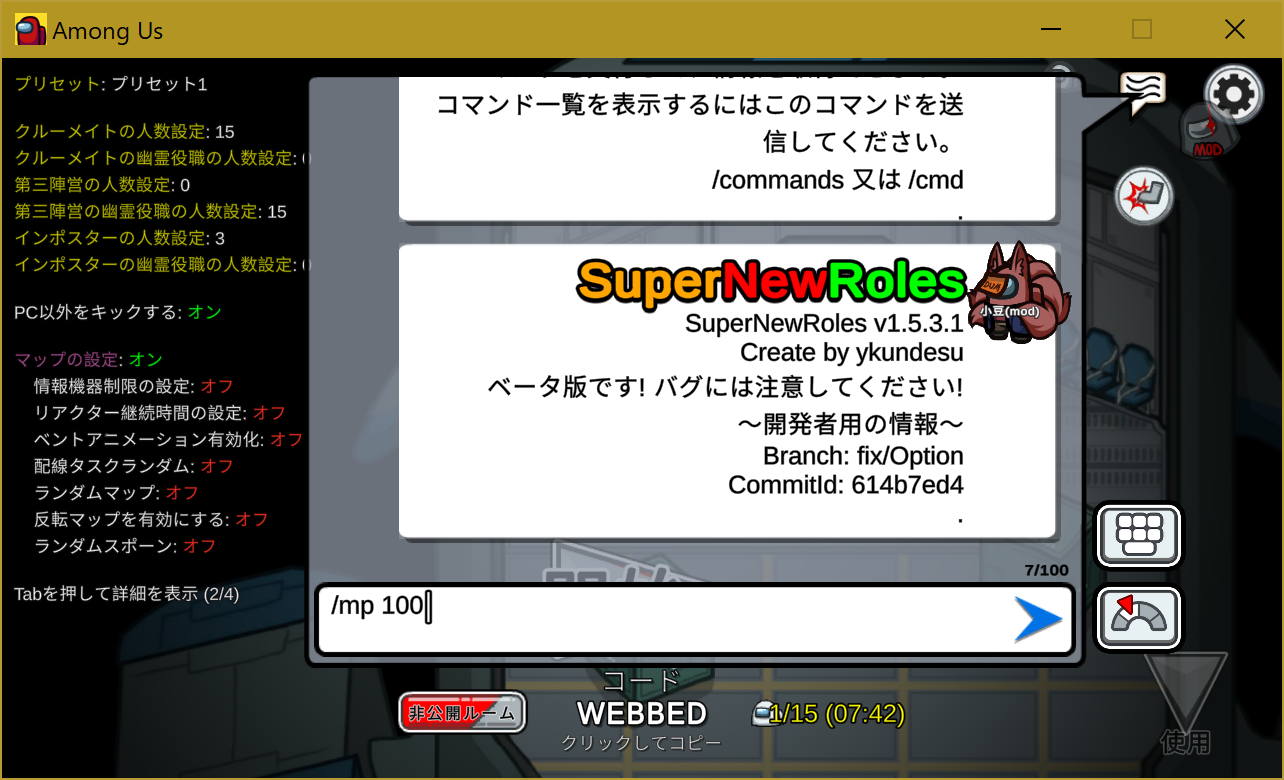 Among Us
プリセット: プリセット1
クルーメイトの人数設定: 15
クルーメイトの幽霊役職の人数設定: 0
第三陣営の人数設定: 0
第三陣営の幽霊役職の人数設定: 15
インポスターの人数設定: 3
インポスターの幽霊役職の人数設定: 0
PC以外をキックする: オン
マップの設定: オン
情報機器制限の設定: オフ
リアクター継続時間の設定: オフ
ベントアニメーション有効化: オフ
配線タスクランダム: オフ
ランダムマップ: オフ
反転マップを有効にする: オフ
ランダムスポーン: オフ
Tabを押して詳細を表示 (2/4)
コマンド一覧を表示するにはこのコマンドを送
信してください。
/commands 又は /cmd
.
SuperNewRoles
SuperNewRoles v1.5.3.1
Create by ykundesu
ベータ版です! バグには注意してください!
～開発者用の情報～
Branch: fix/Option
CommitId: 614b7ed4
.
DUM
小豆(mod)
MOD
7/100
/mp 100
非公開ルーム
コード
WEBBED
クリックしてコピー
1/15 (07:42)
使用